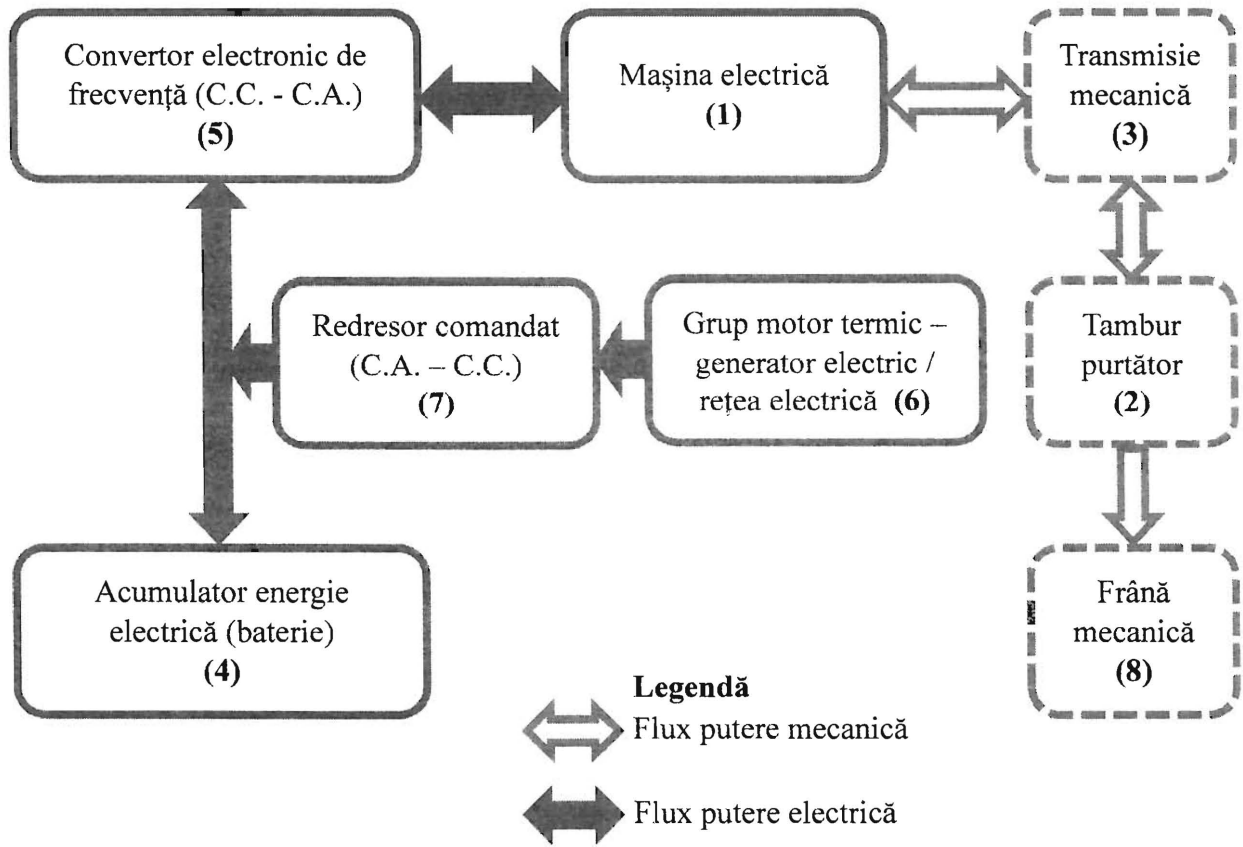 Convertor electronic de
frecvență (C.C. - C.A.)
(5)
Mașina electrică
(1)
Transmisie
mecanică
(3)
Redresor comandat
(C.A. – C.C.)
(7)
Grup motor termic –
generator electric /
rețea electrică (6)
Tambur
purtător
(2)
Acumulator energie
electrică (baterie)
(4)
Frână
mecanică
(8)
Legendă
Flux putere mecanică
Flux putere electrică